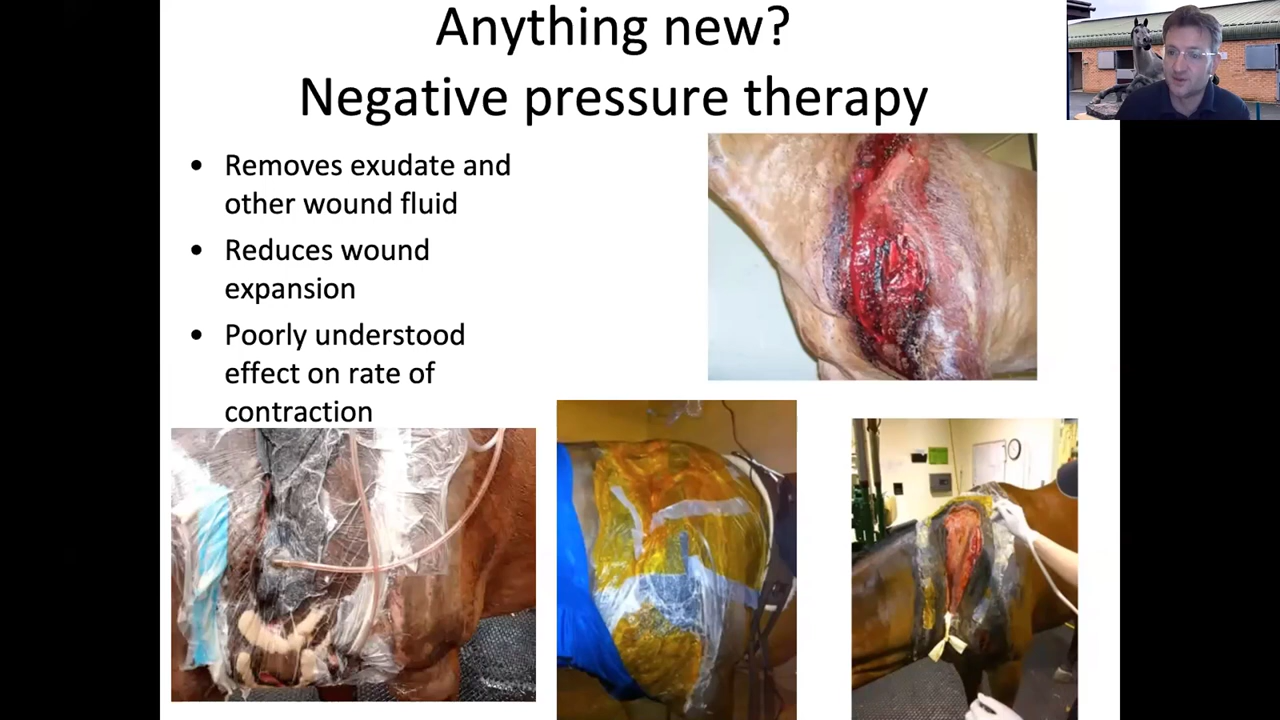 Anything new?
Negative pressure therapy
• Removes exudate and
other wound fluid
• Reduces wound
expansion
• Poorly understood
effect on rate of
contraction